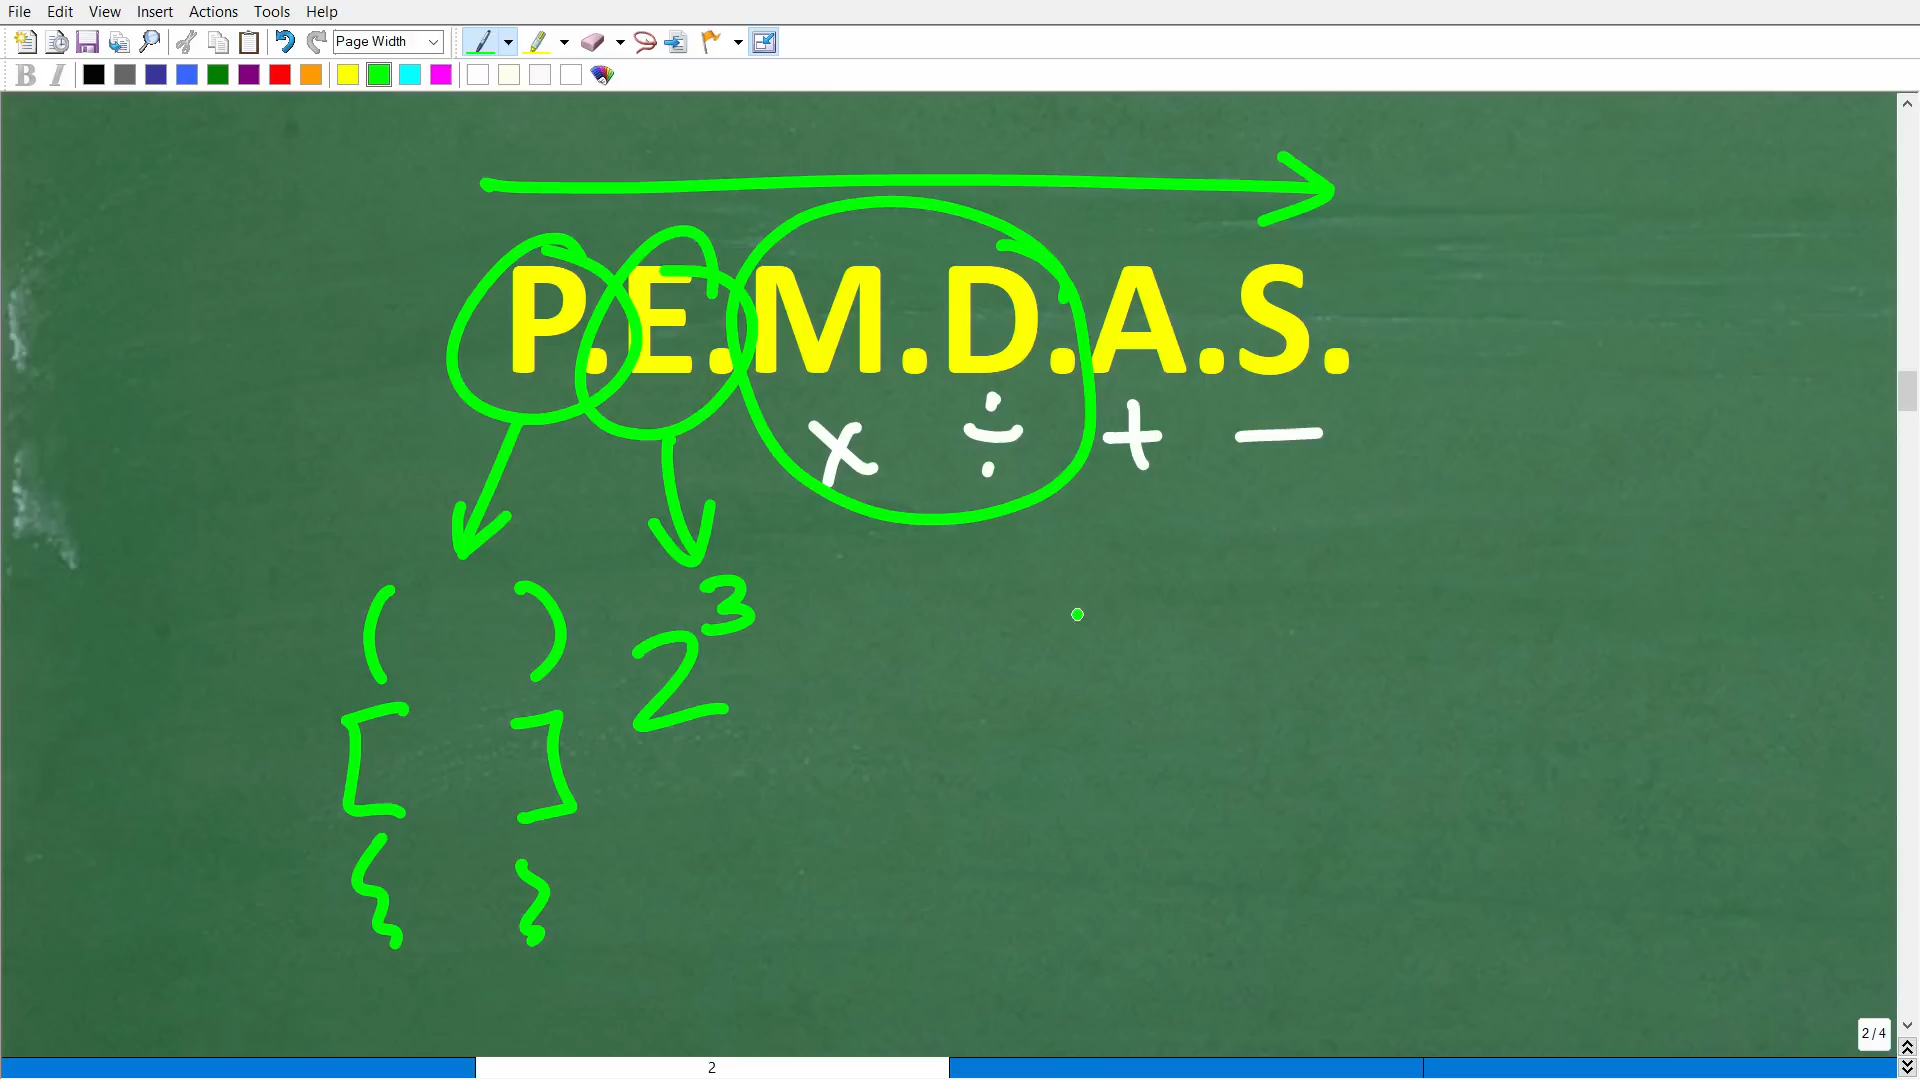 File Edit View Insert Actions Tools Help
Page Width
B I
P.E.M.D.A.S.
× ÷ + −
( ) 2³
[ ]
{ }
2 / 4
2